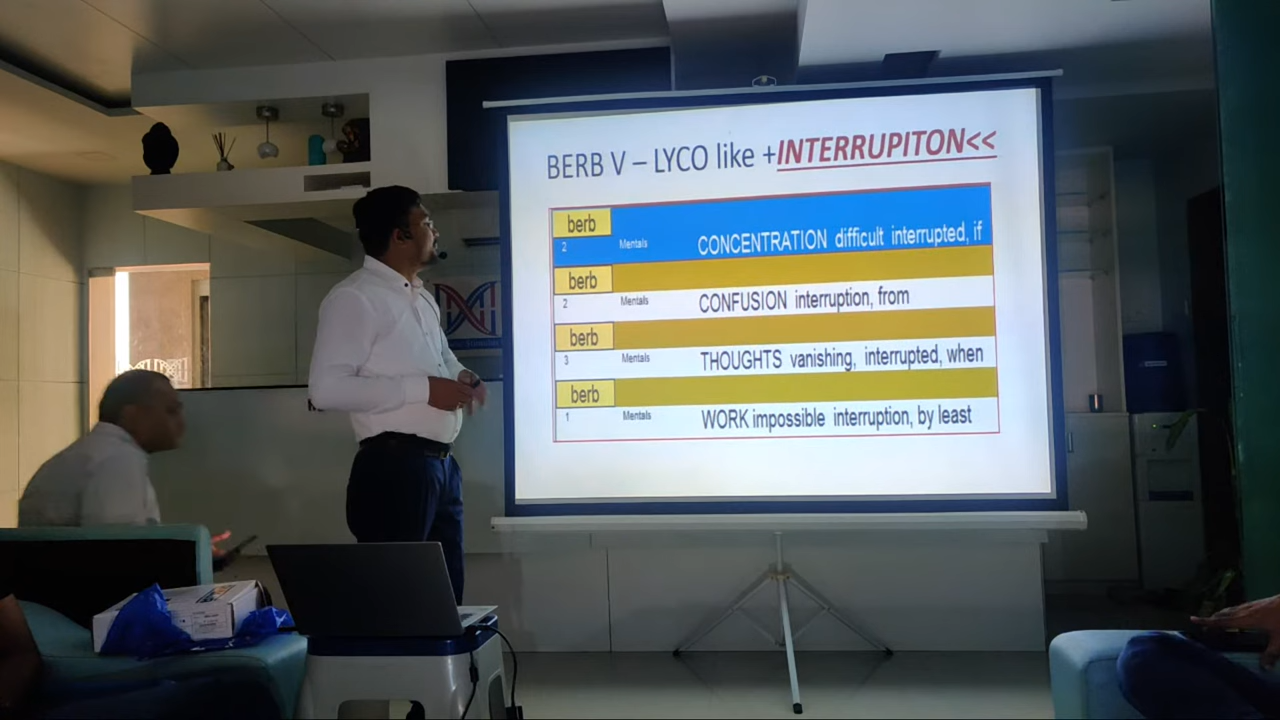 BERB V – LYCO like +INTERRUPITON<<
berb
2 Mentals CONCENTRATION difficult interrupted, if
berb
2 Mentals CONFUSION interruption, from
berb
3 Mentals THOUGHTS vanishing, interrupted, when
berb
1 Mentals WORK impossible interruption, by least